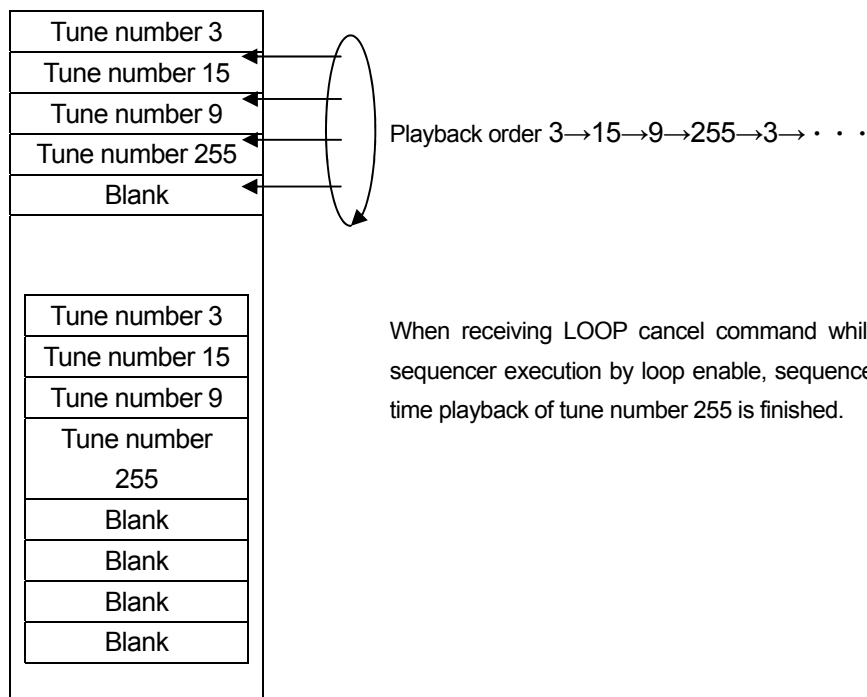 Tune number 3
Tune number 15
Tune number 9
Tune number 255
Blank
Playback order 3→15→9→255→3→・・・
Tune number 3
Tune number 15
Tune number 9
Tune number
255
Blank
Blank
Blank
Blank
When receiving LOOP cancel command
sequencer execution by loop enable,
time playback of tune number 255 is finished.